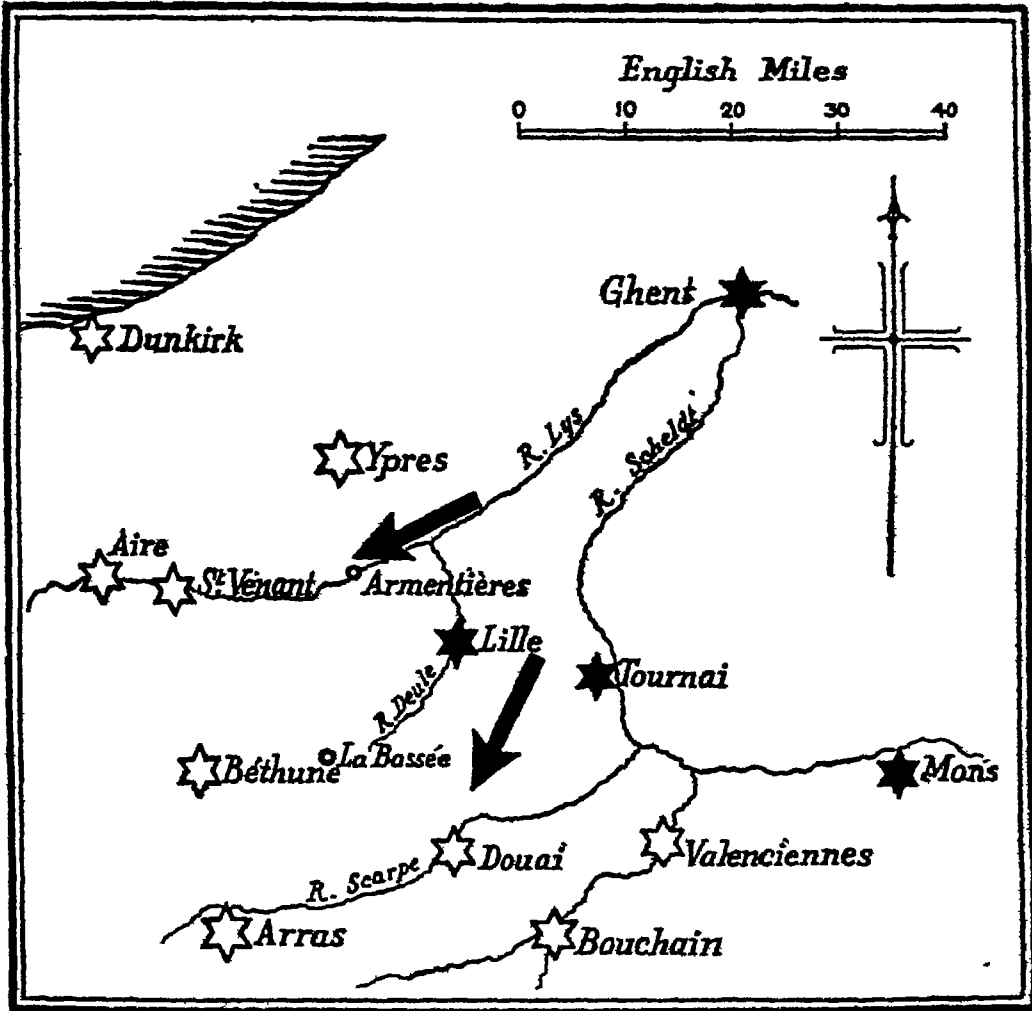 English Miles
0 10 20 30 40
Ghent
Dunkirk
R. Lys
R. Scheldt
Ypres
Aire
St. Venant
Armentières
Lille
Tournai
R. Deule
La Bassée
Béthune
Mons
Douai
Valenciennes
R. Scarpe
Arras
Bouchain